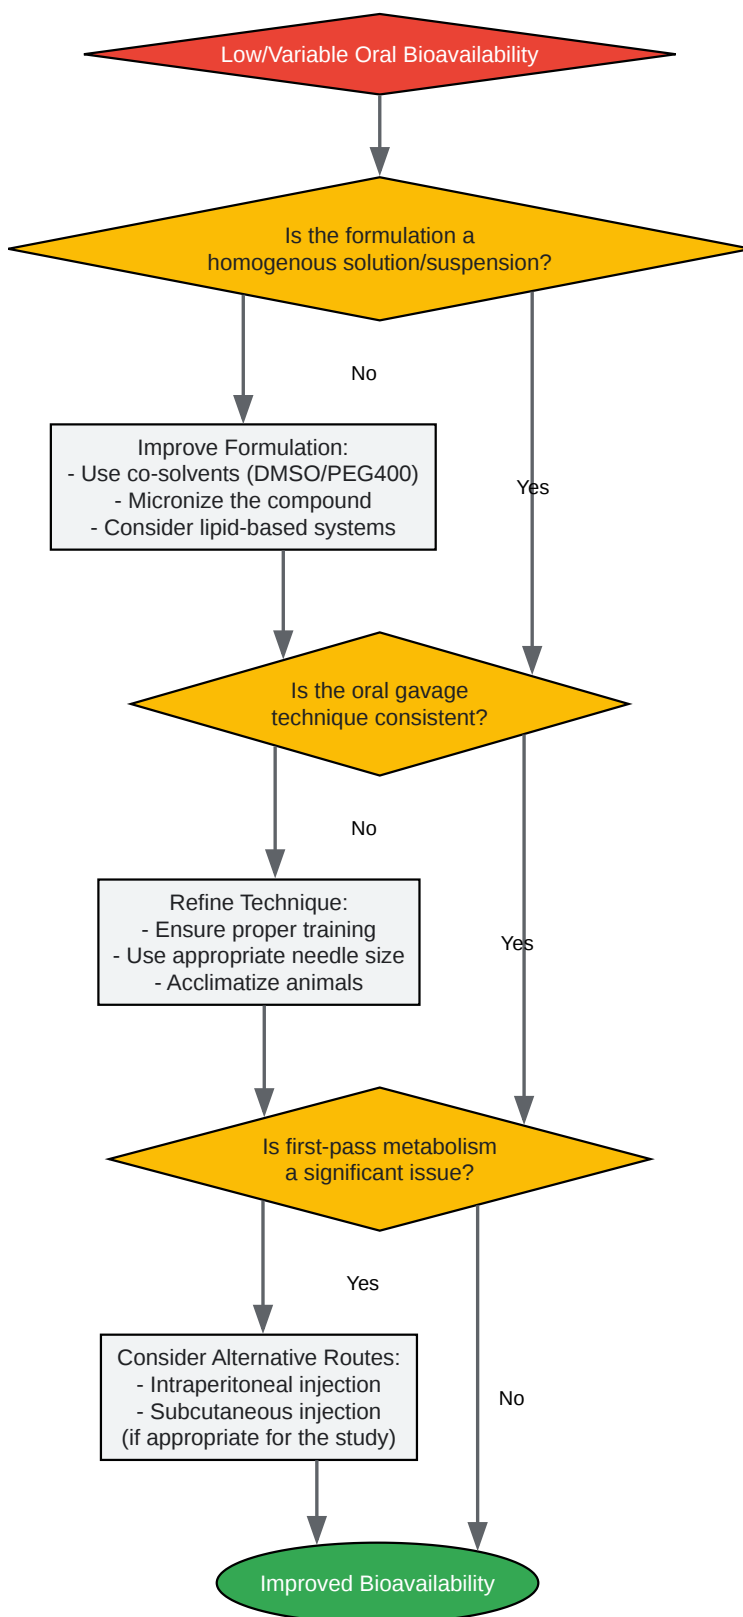 Low/Variable Oral Bioavailability
Is the formulation a
homogenous solution/suspension?
No
Improve Formulation:
- Use co-solvents (DMSO/PEG400)
- Micronize the compound
- Consider lipid-based systems
Yes
Is the oral gavage
technique consistent?
No
Refine Technique:
- Ensure proper training
- Use appropriate needle size
- Acclimatize animals
Yes
Is first-pass metabolism
a significant issue?
Yes
Consider Alternative Routes:
- Intraperitoneal injection
- Subcutaneous injection
(if appropriate for the study)
No
Improved Bioavailability